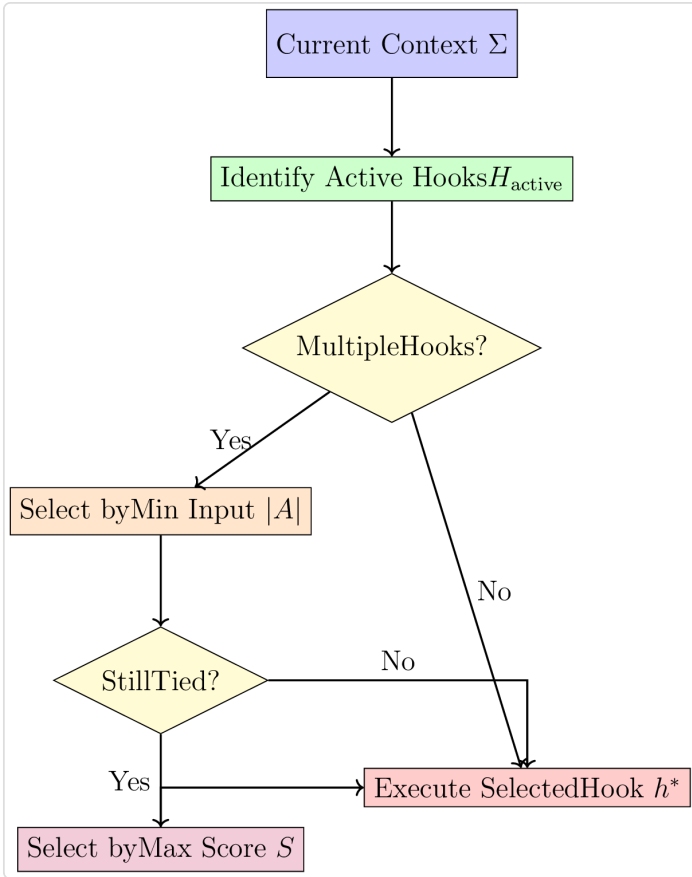 Current Context Σ
Identify Active HooksH_active
MultipleHooks?
Yes
Select byMin Input |A|
No
StillTied?
No
Yes
Execute SelectedHook h*
Select byMax Score S